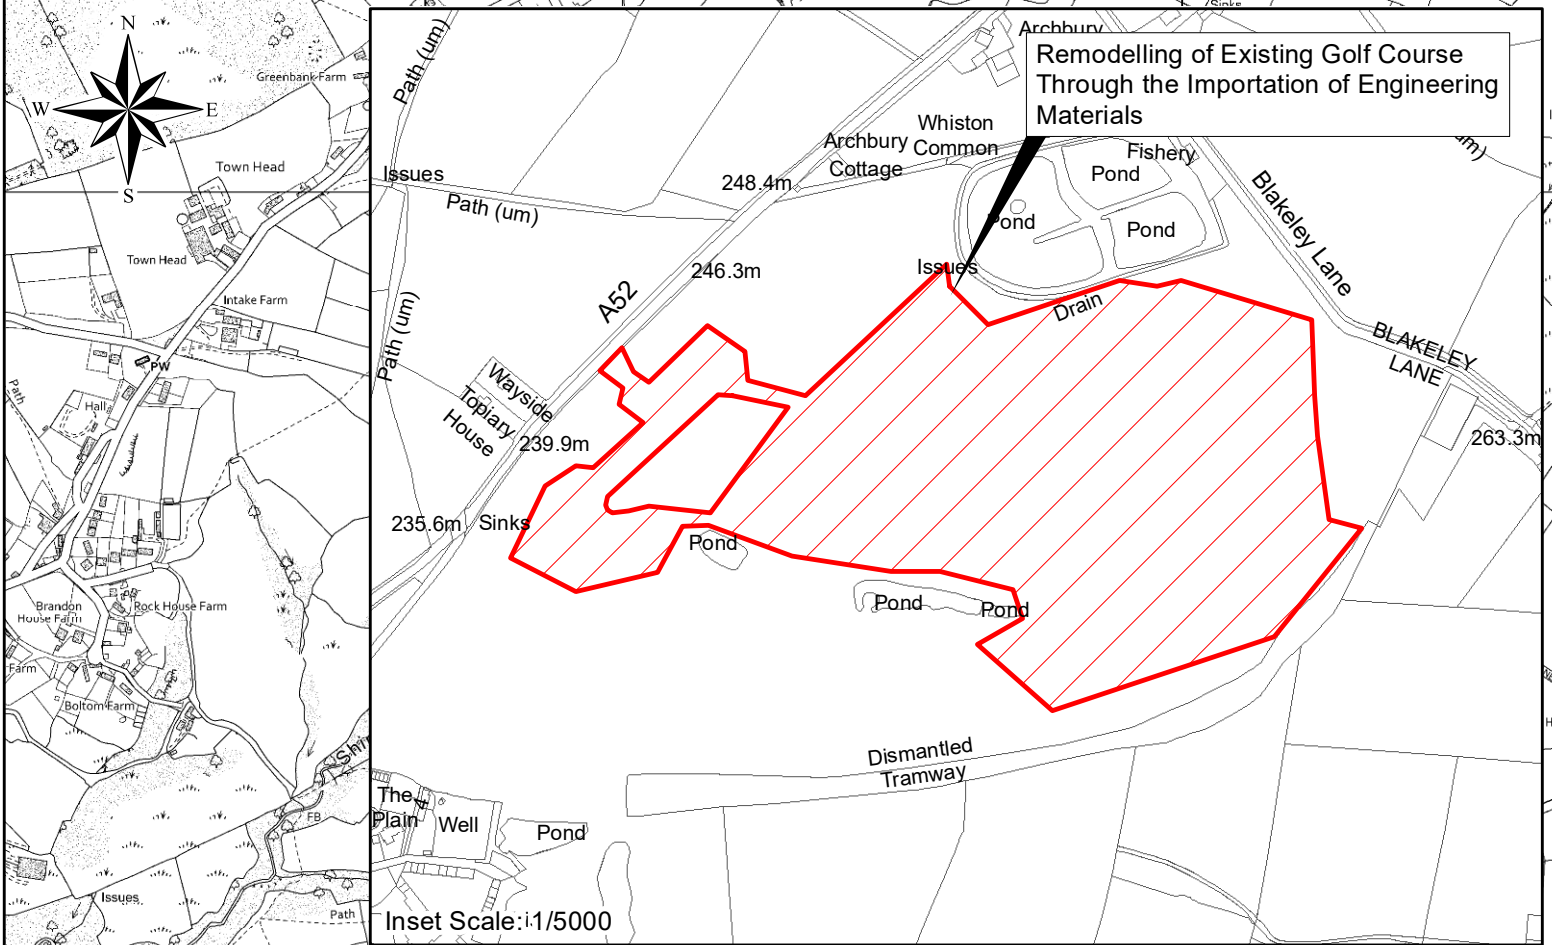 N
W
E
S
Greenbank Farm
Town Head
Town Head
Intake Farm
PW
Path
Hall
Brandon
House Farm
Rock House Farm
Farm
Boltom Farm
FB
Issues
Path
Sinks
Archbury
Remodelling of Existing Golf Course
Through the Importation of Engineering
Materials
Path (um)
Issues
Path (um)
Path (um)
248.4m
Archbury
Cottage
Whiston
Common
Fishery
Pond
Pond
Pond
Blakeley Lane
246.3m
A52
Issues
Drain
BLAKELEY
LANE
263.3m
Wayside
Topiary
House
239.9m
235.6m
Sinks
Pond
Pond
Pond
Dismantled
Tramway
The
Plain
4
Well
Pond
Inset Scale: 1/5000